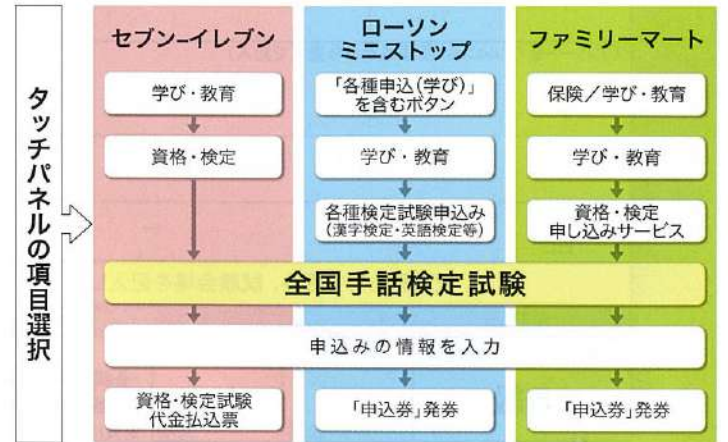 タッチパネルの項目選択
セブン-イレブン
学び・教育
資格・検定
ローソン
ミニストップ
「各種申込(学び)」
を含むボタン
学び・教育
各種検定試験申込み
(漢字検定・英語検定等)
ファミリーマート
保険/学び・教育
学び・教育
資格・検定
申し込みサービス
全国手話検定試験
申込みの情報を入力
資格・検定試験
代金払込票
「申込券」発券
「申込券」発券